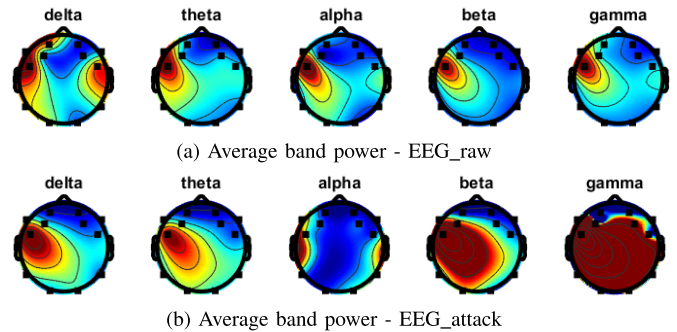 delta theta alpha beta gamma
(a) Average band power - EEG_raw
delta theta alpha beta gamma
(b) Average band power - EEG_attack